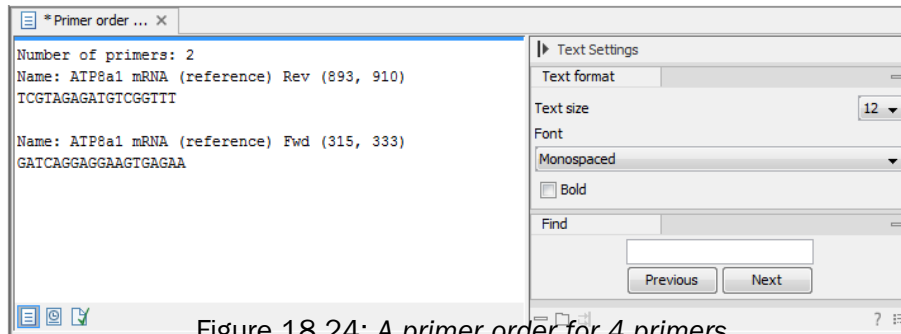 * Primer order ...
Number of primers: 2
Name: ATP8a1 mRNA (reference) Rev (893, 910)
TCGTAGAGATGTCGGTTT
Name: ATP8a1 mRNA (reference) Fwd (315, 333)
GATCAGGAGGAAGTGAGAA
Text Settings
Text format
Text size
12
Font
Monospaced
Bold
Find
Previous
Next
?
Figure 18.24: A primer order for 4 primers